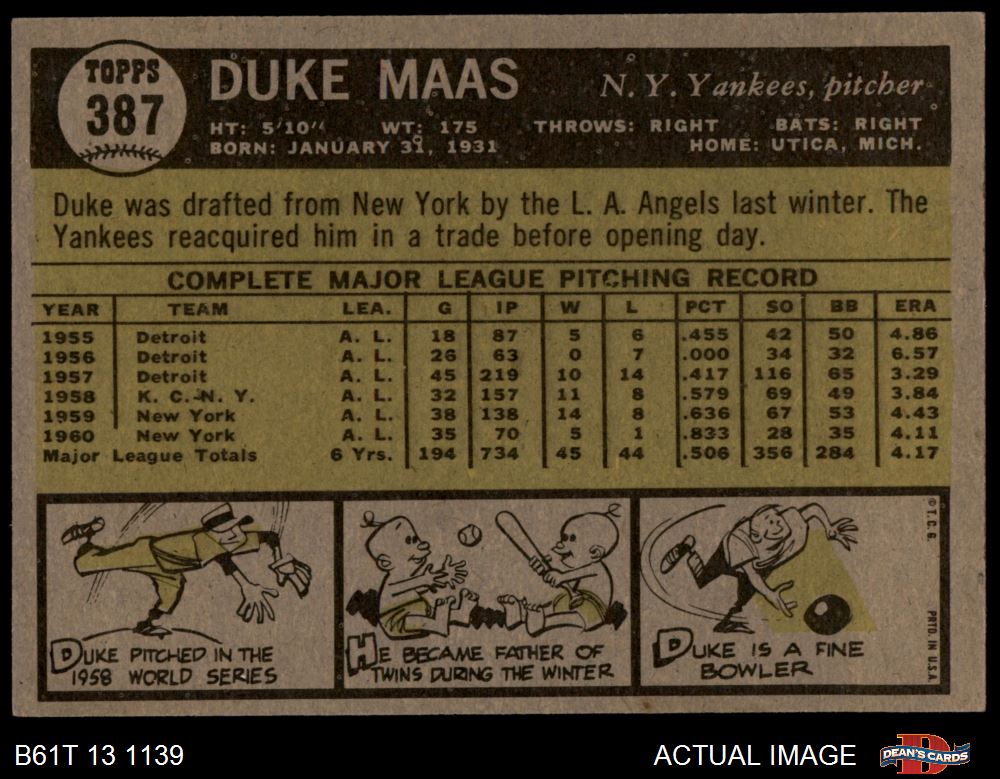 TOPPS
387
DUKE MAAS
N. Y. Yankees, pitcher
HT: 5'10" WT: 175 THROWS: RIGHT BATS: RIGHT
BORN: JANUARY 31, 1931 HOME: UTICA, MICH.
Duke was drafted from New York by the L. A. Angels last winter. The
Yankees reacquired him in a trade before opening day.
COMPLETE MAJOR LEAGUE PITCHING RECORD
YEAR TEAM LEA. G IP W L PCT SO BB ERA
1955 Detroit A. L. 18 87 5 6 .455 42 50 4.86
1956 Detroit A. L. 26 63 0 7 .000 34 32 6.57
1957 Detroit A. L. 45 219 10 14 .417 116 65 3.29
1958 K. C.-N. Y. A. L. 32 157 11 8 .579 69 49 3.84
1959 New York A. L. 38 138 14 8 .636 67 53 4.43
1960 New York A. L. 35 70 5 1 .833 28 35 4.11
Major League Totals 6 Yrs. 194 734 45 44 .506 356 284 4.17
DUKE PITCHED IN THE
1958 WORLD SERIES
HE BECAME FATHER OF
TWINS DURING THE WINTER
DUKE IS A FINE
BOWLER
© T. C. G. PRTD. IN U.S.A.
B61T 13 1139
ACTUAL IMAGE
DEAN'S CARDS